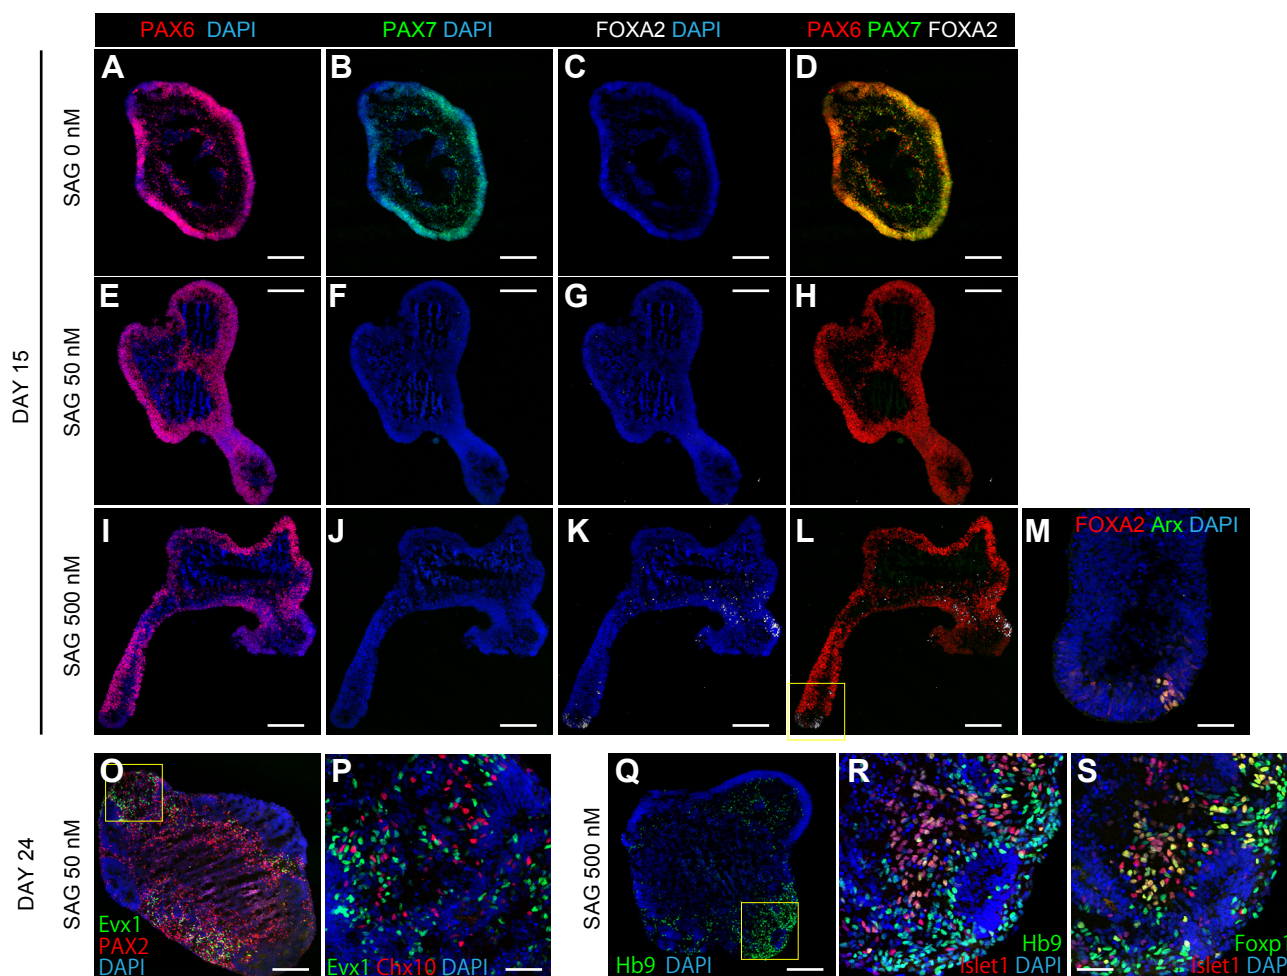 PAX6 DAPI
PAX7 DAPI
FOXA2 DAPI
PAX6 PAX7 FOXA2
DAY 15
SAG 0 nM
A
B
C
D
SAG 50 nM
E
F
G
H
SAG 500 nM
I
J
K
L
M
FOXA2 Arx DAPI
DAY 24
SAG 50 nM
O
Evx1
PAX2
DAPI
P
Evx1 Chx10 DAPI
SAG 500 nM
Q
Hb9 DAPI
R
Hb9
Islet1 DAPI
S
Foxp1
Islet1 DAPI